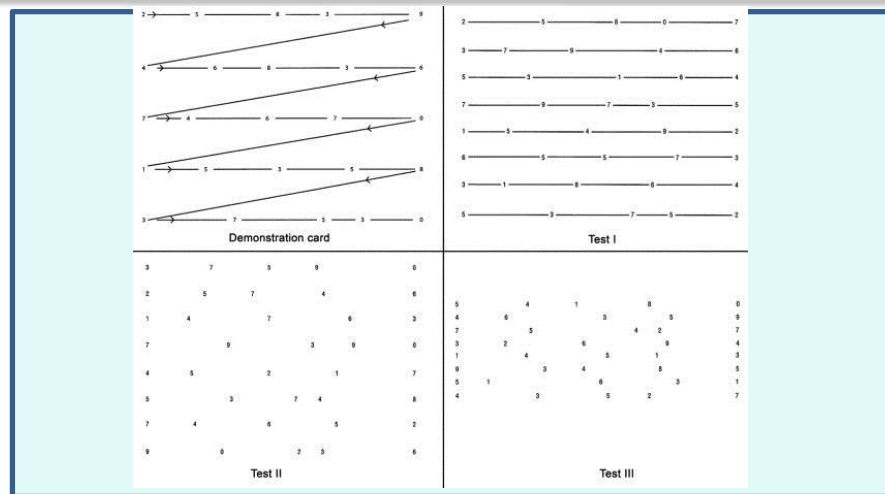 2 5 8 3 9
4 6 8 3 6
7 4 6 7 0
1 5 3 5 8
3 7 5 3 0
Demonstration card
2 5 8 0 7
3 7 9 4 6
5 3 1 6 4
7 9 7 3 5
1 5 4 9 2
6 5 5 7 3
3 1 8 6 4
5 3 7 5 2
Test I
3 7 5 9 0
2 5 7 4 6
1 4 7 6 3
7 9 3 9 0
4 5 2 1 7
5 3 7 4 8
7 4 6 5 2
9 0 2 3 6
Test II
5 4 1 8 0
4 6 3 5 9
7 5 4 2 7
3 2 6 9 4
1 4 5 1 3
9 3 4 8 5
5 1 6 3 1
4 3 5 2 7
Test III